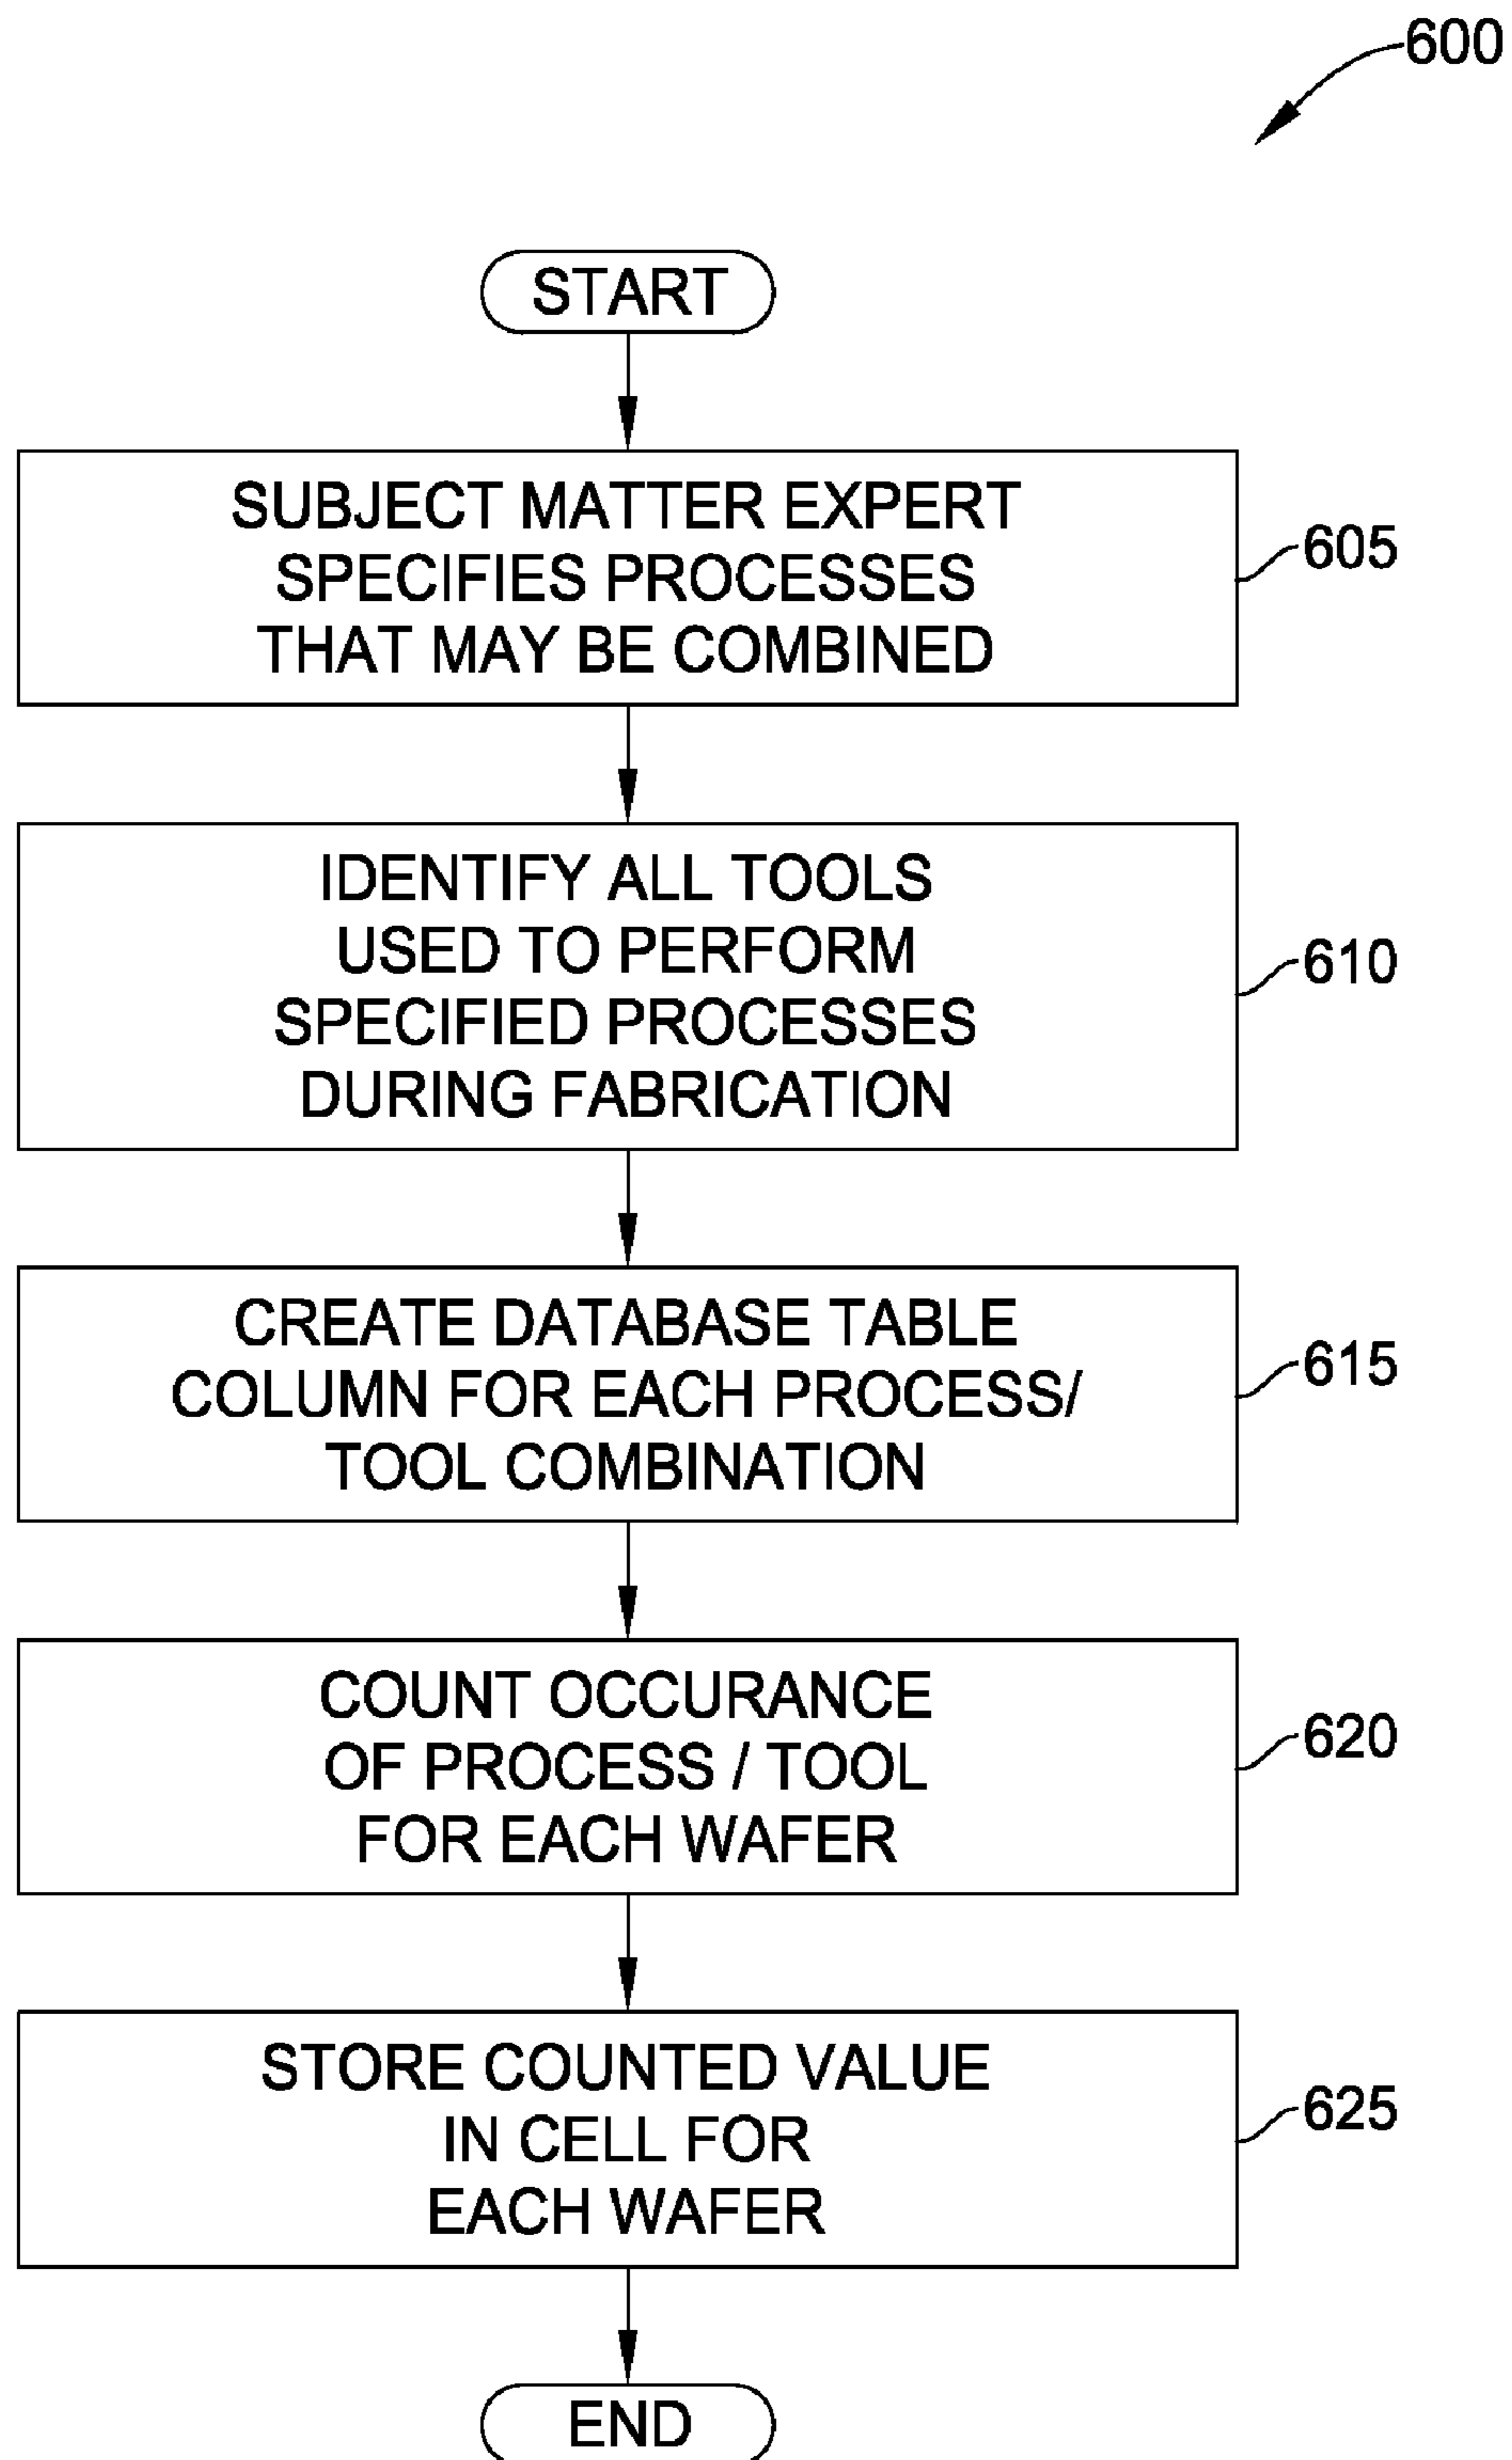 600
START
SUBJECT MATTER EXPERT
SPECIFIES PROCESSES
THAT MAY BE COMBINED
605
IDENTIFY ALL TOOLS
USED TO PERFORM
SPECIFIED PROCESSES
DURING FABRICATION
610
CREATE DATABASE TABLE
COLUMN FOR EACH PROCESS/
TOOL COMBINATION
615
COUNT OCCURANCE
OF PROCESS / TOOL
FOR EACH WAFER
620
STORE COUNTED VALUE
IN CELL FOR
EACH WAFER
625
END